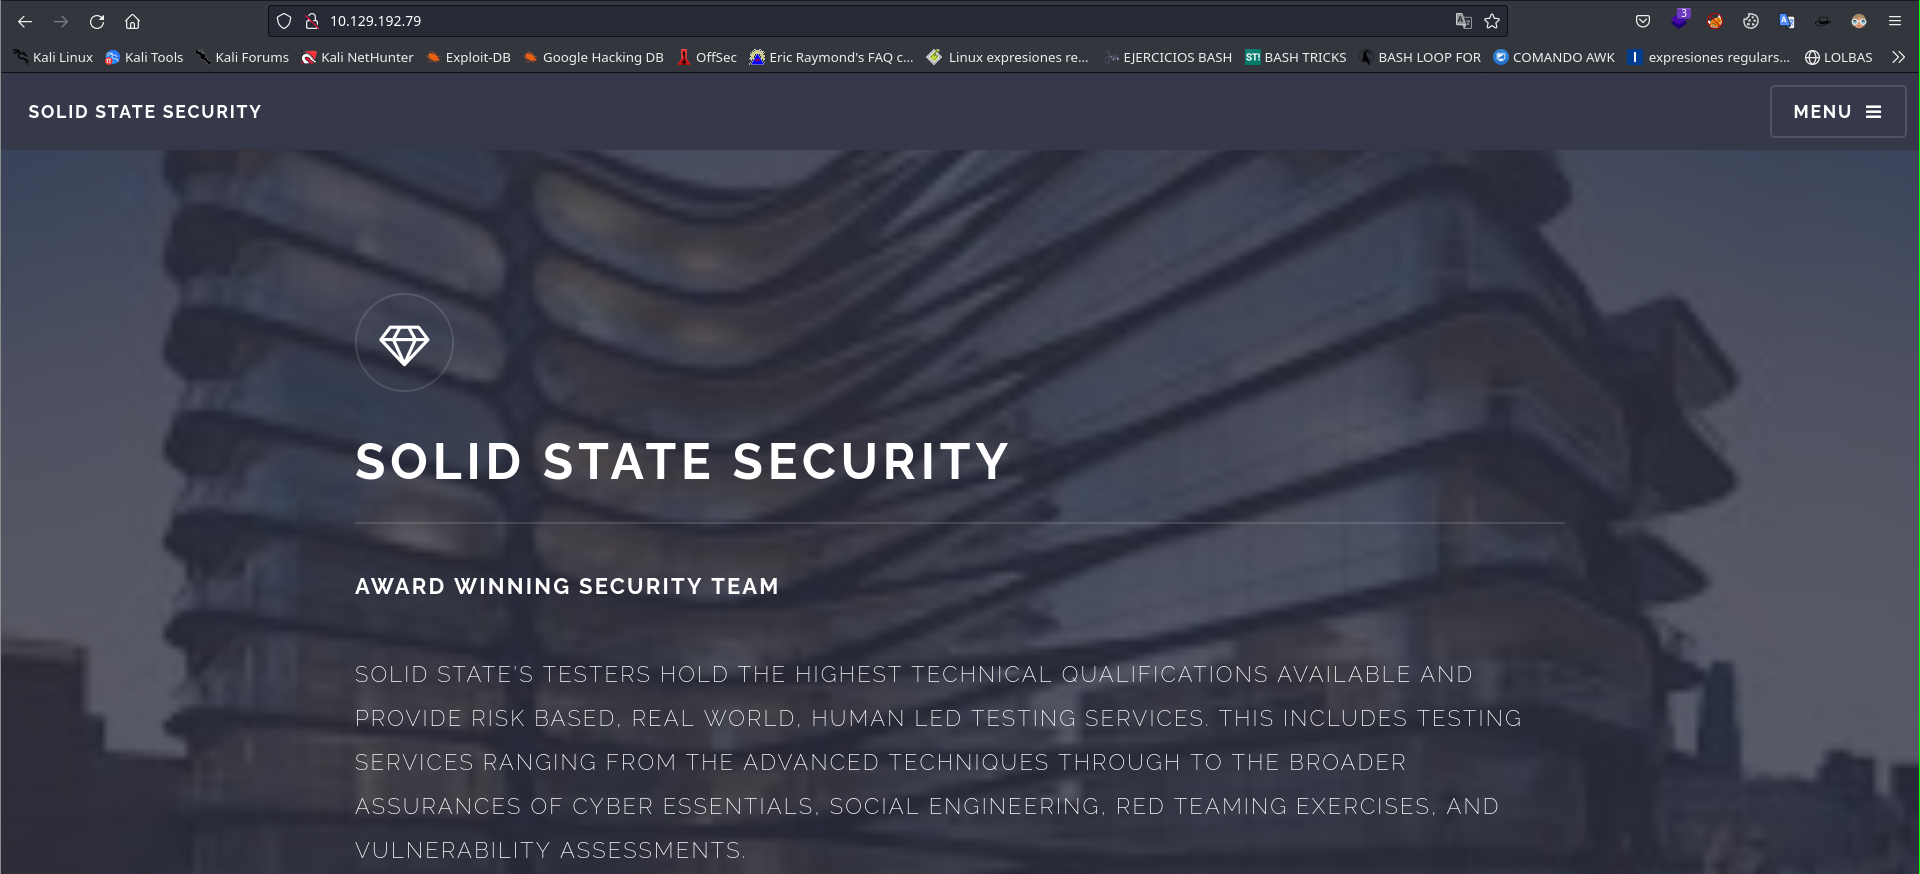 10.129.192.79
3
Kali Linux Kali Tools Kali Forums Kali NetHunter Exploit-DB Google Hacking DB OffSec Eric Raymond's FAQ c... Linux expresiones re... EJERCICIOS BASH ST! BASH TRICKS BASH LOOP FOR COMANDO AWK I expresiones regulars... LOLBAS
SOLID STATE SECURITY MENU
SOLID STATE SECURITY
AWARD WINNING SECURITY TEAM
SOLID STATE'S TESTERS HOLD THE HIGHEST TECHNICAL QUALIFICATIONS AVAILABLE AND
PROVIDE RISK BASED, REAL WORLD, HUMAN LED TESTING SERVICES. THIS INCLUDES TESTING
SERVICES RANGING FROM THE ADVANCED TECHNIQUES THROUGH TO THE BROADER
ASSURANCES OF CYBER ESSENTIALS, SOCIAL ENGINEERING, RED TEAMING EXERCISES, AND
VULNERABILITY ASSESSMENTS.